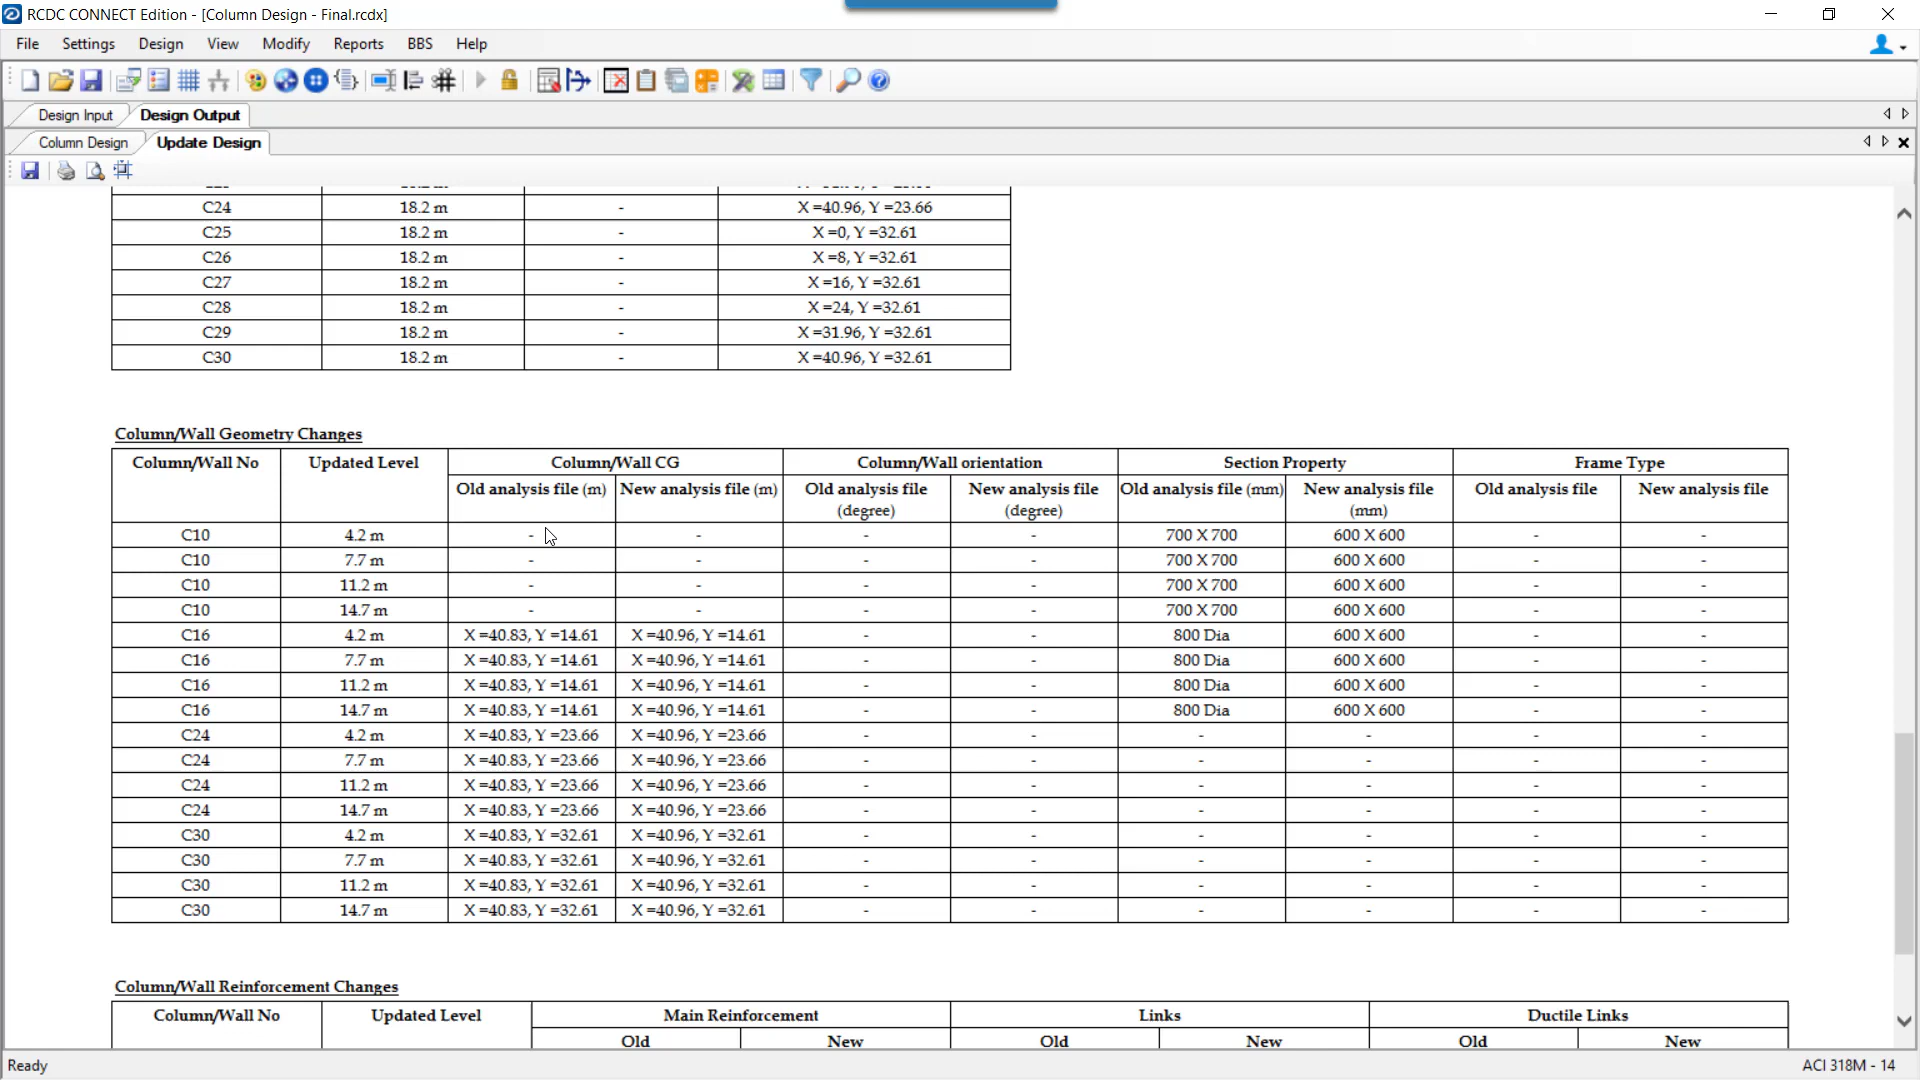 RCDC CONNECT Edition - [Column Design - Final.rcdx]
File Settings Design View Modify Reports BBS Help
Design Input Design Output
Column Design Update Design
C24 18.2 m - X =40.96, Y =23.66
C25 18.2 m - X =0, Y =32.61
C26 18.2 m - X =8, Y =32.61
C27 18.2 m - X =16, Y =32.61
C28 18.2 m - X =24, Y =32.61
C29 18.2 m - X =31.96, Y =32.61
C30 18.2 m - X =40.96, Y =32.61
Column/Wall Geometry Changes
Column/Wall No Updated Level Column/Wall CG Column/Wall orientation Section Property Frame Type
Old analysis file (m) New analysis file (m) Old analysis file New analysis file Old analysis file (mm) New analysis file Old analysis file New analysis file
(degree) (degree) (mm)
C10 4.2 m - - - - 700 X 700 600 X 600 - -
C10 7.7 m - - - - 700 X 700 600 X 600 - -
C10 11.2 m - - - - 700 X 700 600 X 600 - -
C10 14.7 m - - - - 700 X 700 600 X 600 - -
C16 4.2 m X =40.83, Y =14.61 X =40.96, Y =14.61 - - 800 Dia 600 X 600 - -
C16 7.7 m X =40.83, Y =14.61 X =40.96, Y =14.61 - - 800 Dia 600 X 600 - -
C16 11.2 m X =40.83, Y =14.61 X =40.96, Y =14.61 - - 800 Dia 600 X 600 - -
C16 14.7 m X =40.83, Y =14.61 X =40.96, Y =14.61 - - 800 Dia 600 X 600 - -
C24 4.2 m X =40.83, Y =23.66 X =40.96, Y =23.66 - - - - - -
C24 7.7 m X =40.83, Y =23.66 X =40.96, Y =23.66 - - - - - -
C24 11.2 m X =40.83, Y =23.66 X =40.96, Y =23.66 - - - - - -
C24 14.7 m X =40.83, Y =23.66 X =40.96, Y =23.66 - - - - - -
C30 4.2 m X =40.83, Y =32.61 X =40.96, Y =32.61 - - - - - -
C30 7.7 m X =40.83, Y =32.61 X =40.96, Y =32.61 - - - - - -
C30 11.2 m X =40.83, Y =32.61 X =40.96, Y =32.61 - - - - - -
C30 14.7 m X =40.83, Y =32.61 X =40.96, Y =32.61 - - - - - -
Column/Wall Reinforcement Changes
Column/Wall No Updated Level Main Reinforcement Links Ductile Links
Old New Old New Old New
Ready ACI 318M - 14